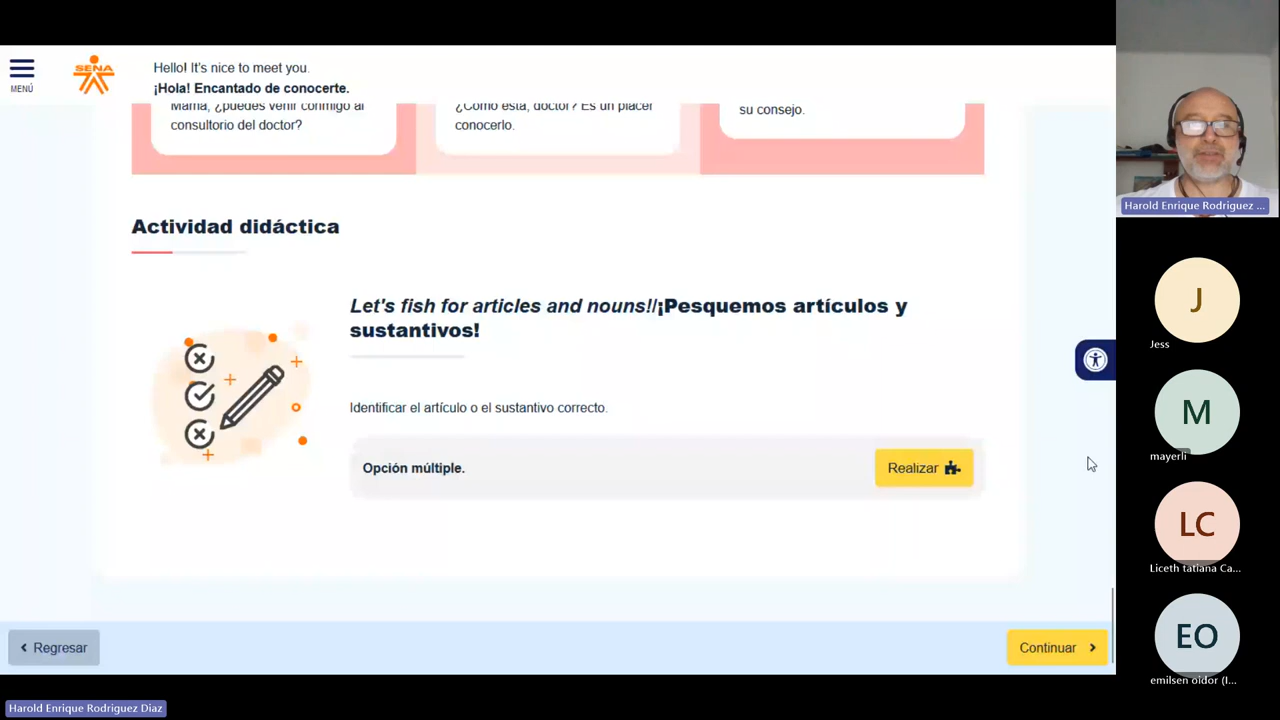 MENÚ
SENA
Hello! It's nice to meet you.
¡Hola! Encantado de conocerte.
Mamá, ¿puedes venir conmigo al
consultorio del doctor?
¿Cómo está, doctor? Es un placer
conocerlo.
su consejo.
Actividad didáctica
Let's fish for articles and nouns!/¡Pesquemos artículos y
sustantivos!
Identificar el artículo o el sustantivo correcto.
Opción múltiple.
Realizar
Regresar
Continuar
Harold Enrique Rodriguez ...
J
Jess
M
mayerli
LC
Liceth tatiana Ca...
EO
emilsen oidor (I...
Harold Enrique Rodriguez Diaz